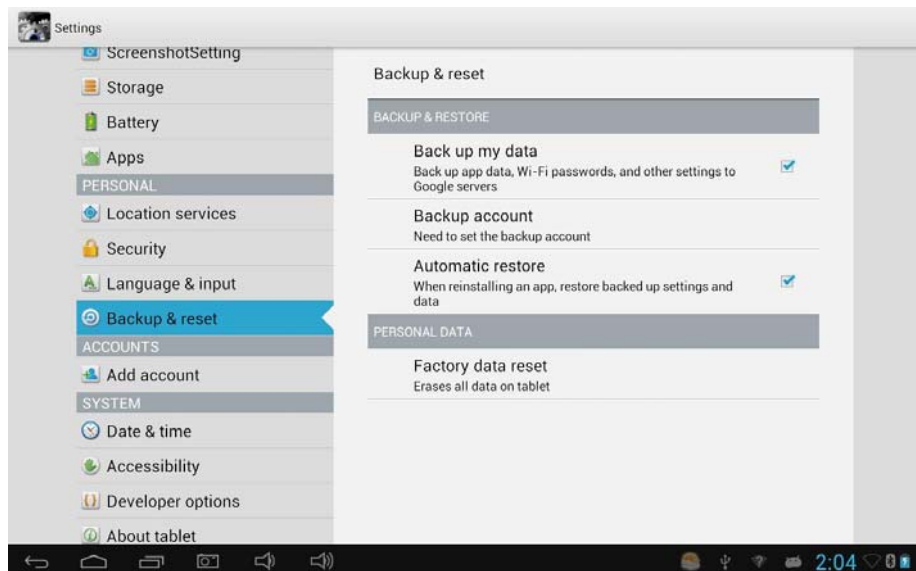 Settings
ScreenshotSetting
Storage
Battery
Apps
PERSONAL
Location services
Security
Language & input
Backup & reset
ACCOUNTS
Add account
SYSTEM
Date & time
Accessibility
Developer options
About tablet
Backup & reset
BACKUP & RESTORE
Back up my data
Back up app data, Wi-Fi passwords, and other settings to
Google servers
Backup account
Need to set the backup account
Automatic restore
When reinstalling an app, restore backed up settings and
data
PERSONAL DATA
Factory data reset
Erases all data on tablet
2:04